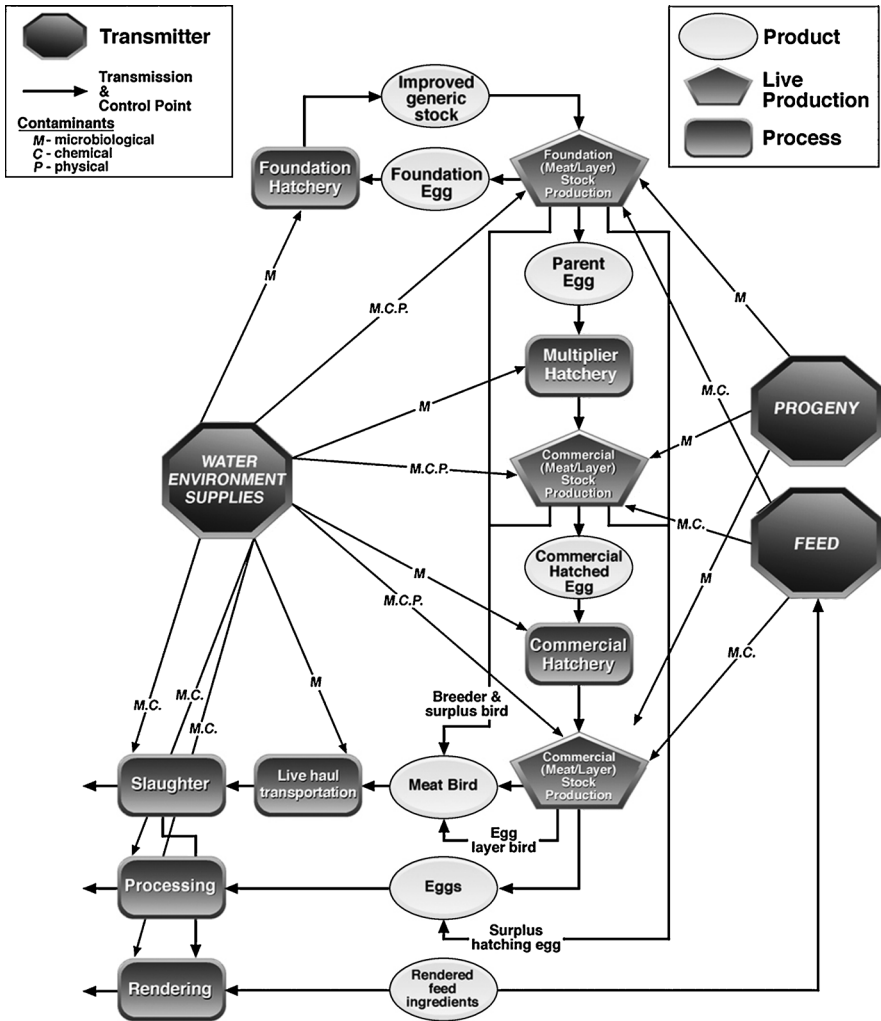 Transmitter
Transmission
&
Control Point
Contaminants
M - microbiological
C - chemical
P - physical
Product
Live
Production
Process
Improved
generic
stock
Foundation
Hatchery
Foundation
Egg
Foundation
(Meat/Layer)
Stock
Production
Parent
Egg
M
M.C.P.
M
Multiplier
Hatchery
M.C.
PROGENY
M
M
WATER
ENVIRONMENT
SUPPLIES
M.C.P.
Commercial
(Meat/Layer)
Stock
Production
M.C.
FEED
Commercial
Hatched
Egg
M
M.C.P.
M
Commercial
Hatchery
M.C.
M.C.
M.C.
M.C.
M
Breeder &
surplus bird
Slaughter
Live haul
transportation
Meat Bird
Commercial
(Meat/Layer)
Stock
Production
Egg
layer bird
Processing
Eggs
Surplus
hatching egg
Rendering
Rendered
feed
ingredients